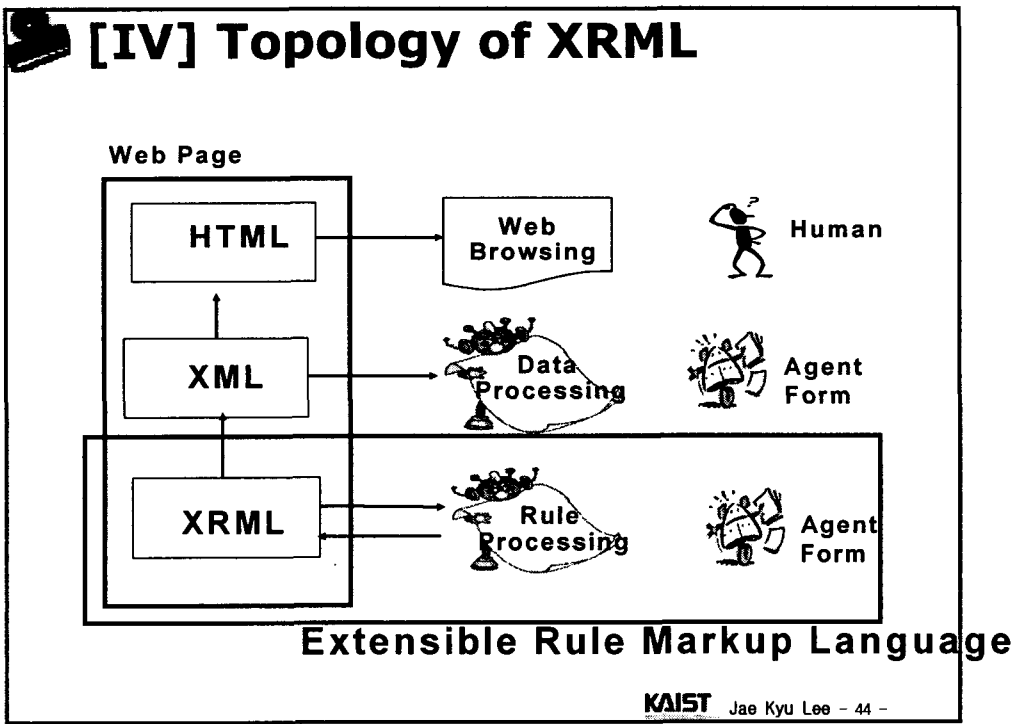 [IV] Topology of XRML
Web Page
HTML
Web
Browsing
?
Human
XML
Data
Processing
Agent
Form
XRML
Rule
Processing
Agent
Form
Extensible Rule Markup Language
KAIST Jae Kyu Lee - 44 -